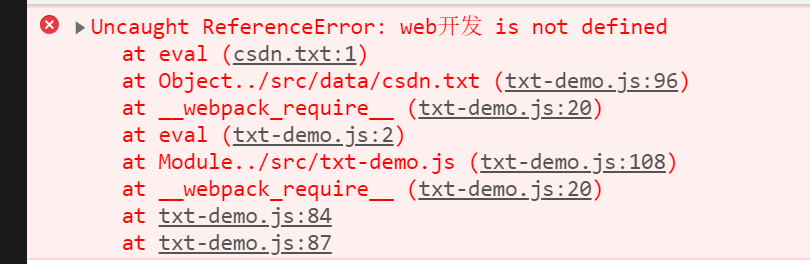 Uncaught ReferenceError: web开发 is not defined
at eval (csdn.txt:1)
at Object../src/data/csdn.txt (txt-demo.js:96)
at __webpack_require__ (txt-demo.js:20)
at eval (txt-demo.js:2)
at Module../src/txt-demo.js (txt-demo.js:108)
at __webpack_require__ (txt-demo.js:20)
at txt-demo.js:84
at txt-demo.js:87